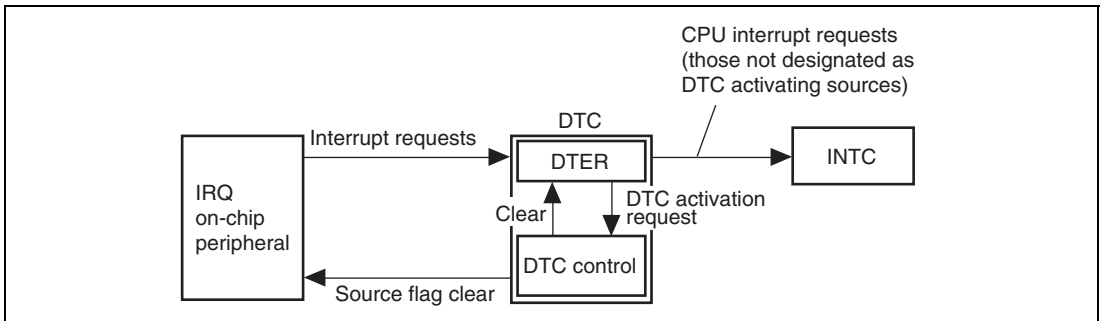 CPU interrupt requests
(those not designated as
DTC activating sources)
DTC
Interrupt requests
DTER
INTC
IRQ
on-chip
peripheral
Clear
DTC activation
request
DTC control
Source flag clear